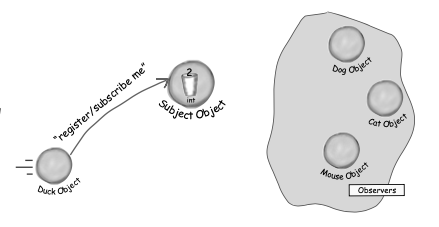 "register/subscribe me"
2
int
Subject Object
Duck Object
Dog Object
Cat Object
Mouse Object
Observers